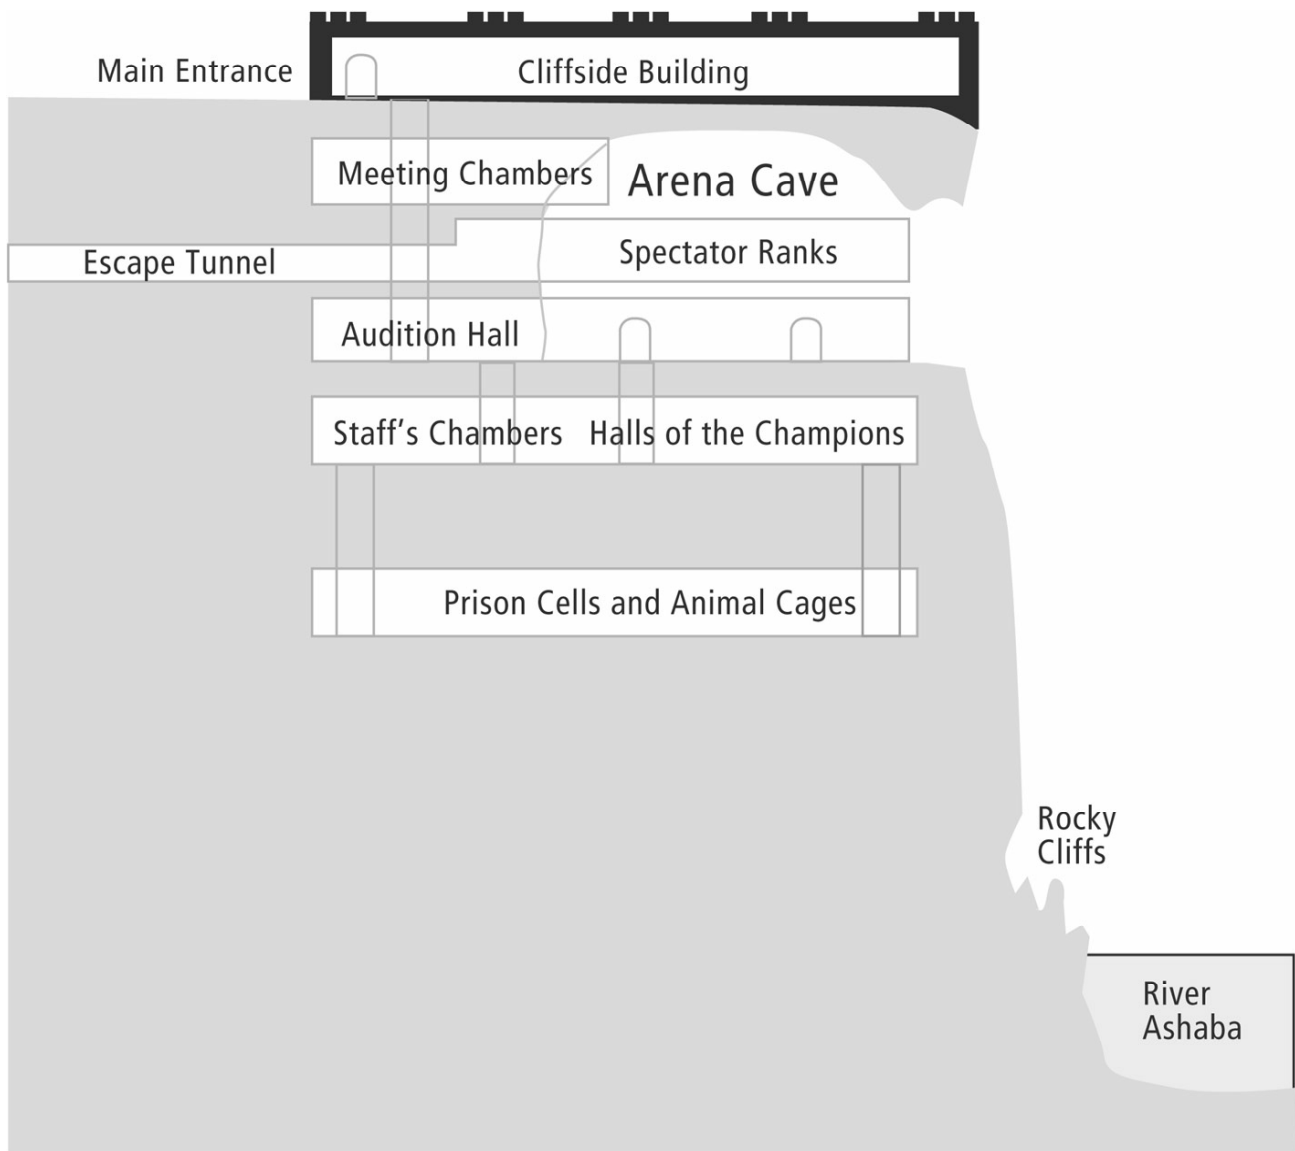 Main Entrance
Cliffside Building
Meeting Chambers
Arena Cave
Escape Tunnel
Spectator Ranks
Audition Hall
Staff's Chambers
Halls of the Champions
Prison Cells and Animal Cages
Rocky
Cliffs
River
Ashaba